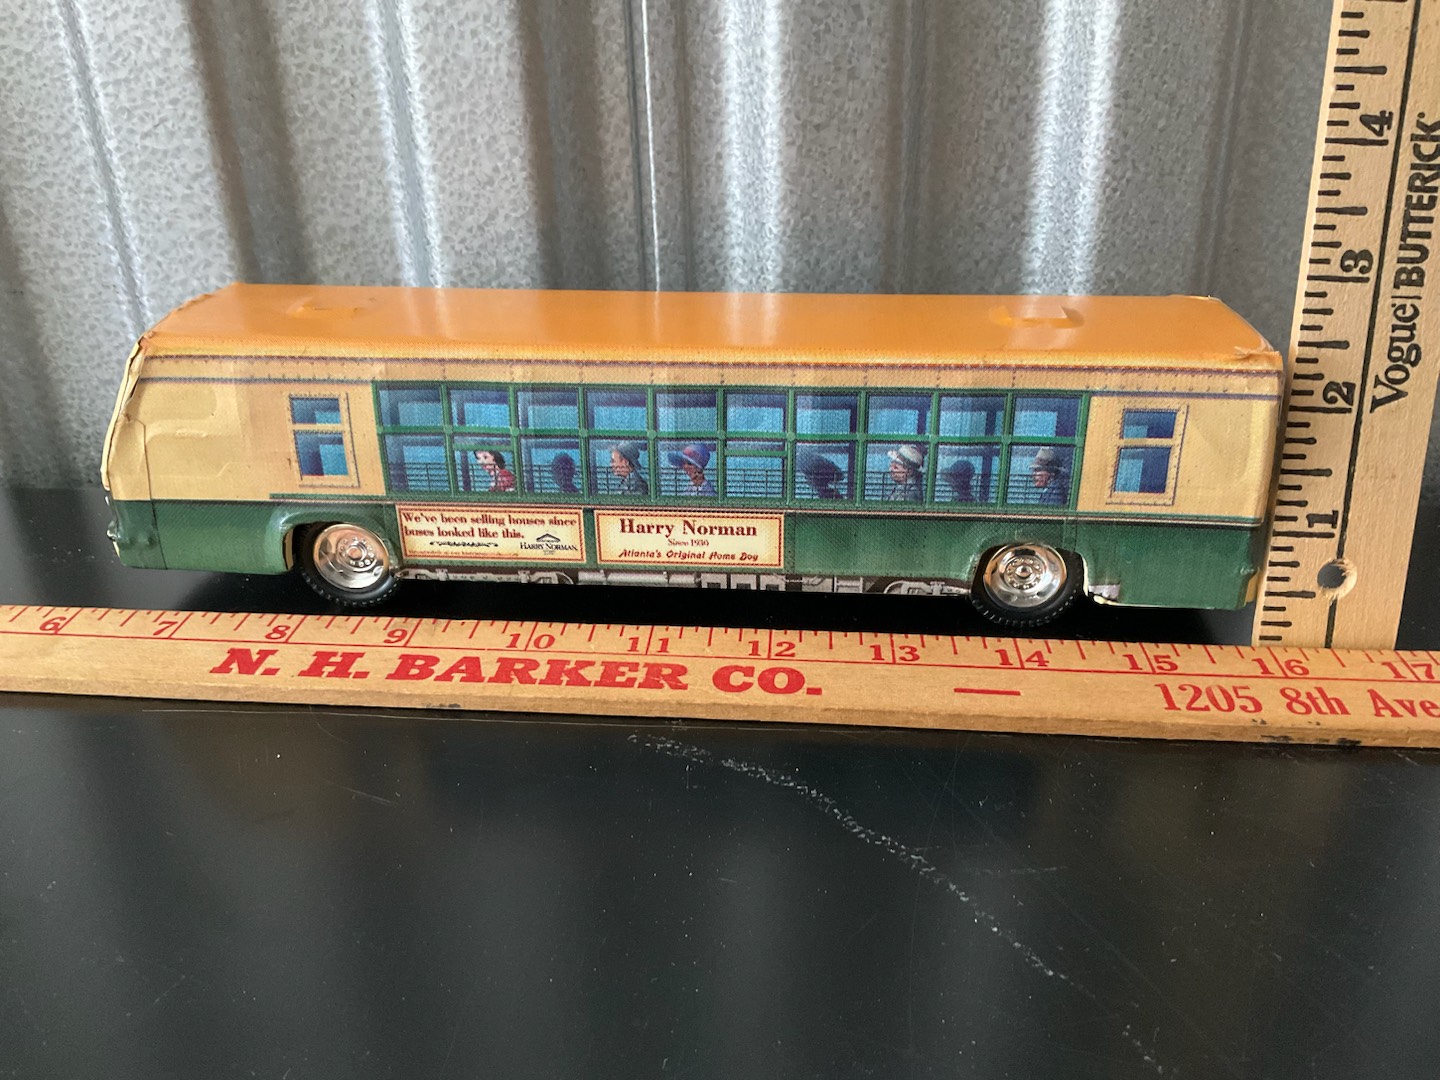 We've been selling houses since
buses looked like this.
HARRY NORMAN
Harry Norman
Since 1930
Atlanta's Original Home Boy
6 7 8 9 10 11 12 13 14 15 16 17
N. H. BARKER CO. — 1205 8th Ave
4
3
2
1
Vogue|BUTTERICK